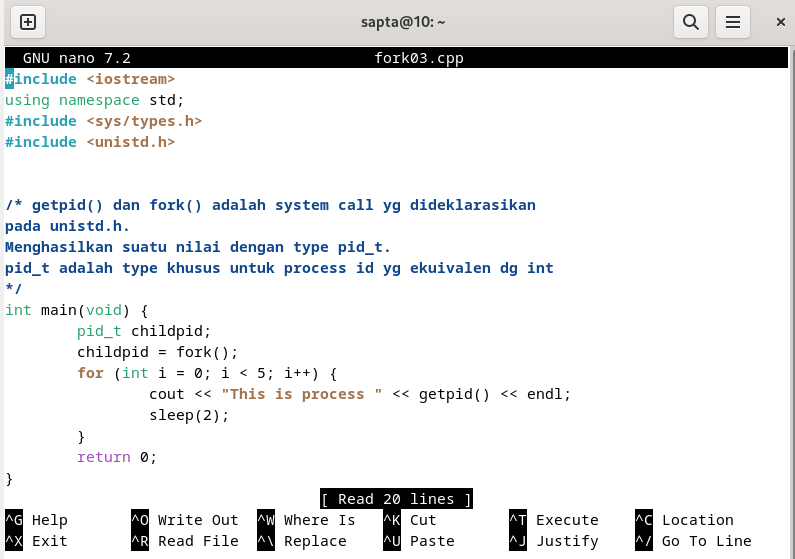 sapta@10: ~
GNU nano 7.2 fork03.cpp
#include <iostream>
using namespace std;
#include <sys/types.h>
#include <unistd.h>
/* getpid() dan fork() adalah system call yg dideklarasikan
pada unistd.h.
Menghasilkan suatu nilai dengan type pid_t.
pid_t adalah type khusus untuk process id yg ekuivalen dg int
*/
int main(void) {
        pid_t childpid;
        childpid = fork();
        for (int i = 0; i < 5; i++) {
                cout << "This is process " << getpid() << endl;
                sleep(2);
        }
        return 0;
}
[ Read 20 lines ]
^G Help ^O Write Out ^W Where Is ^K Cut ^T Execute ^C Location
^X Exit ^R Read File ^\ Replace ^U Paste ^J Justify ^/ Go To Line